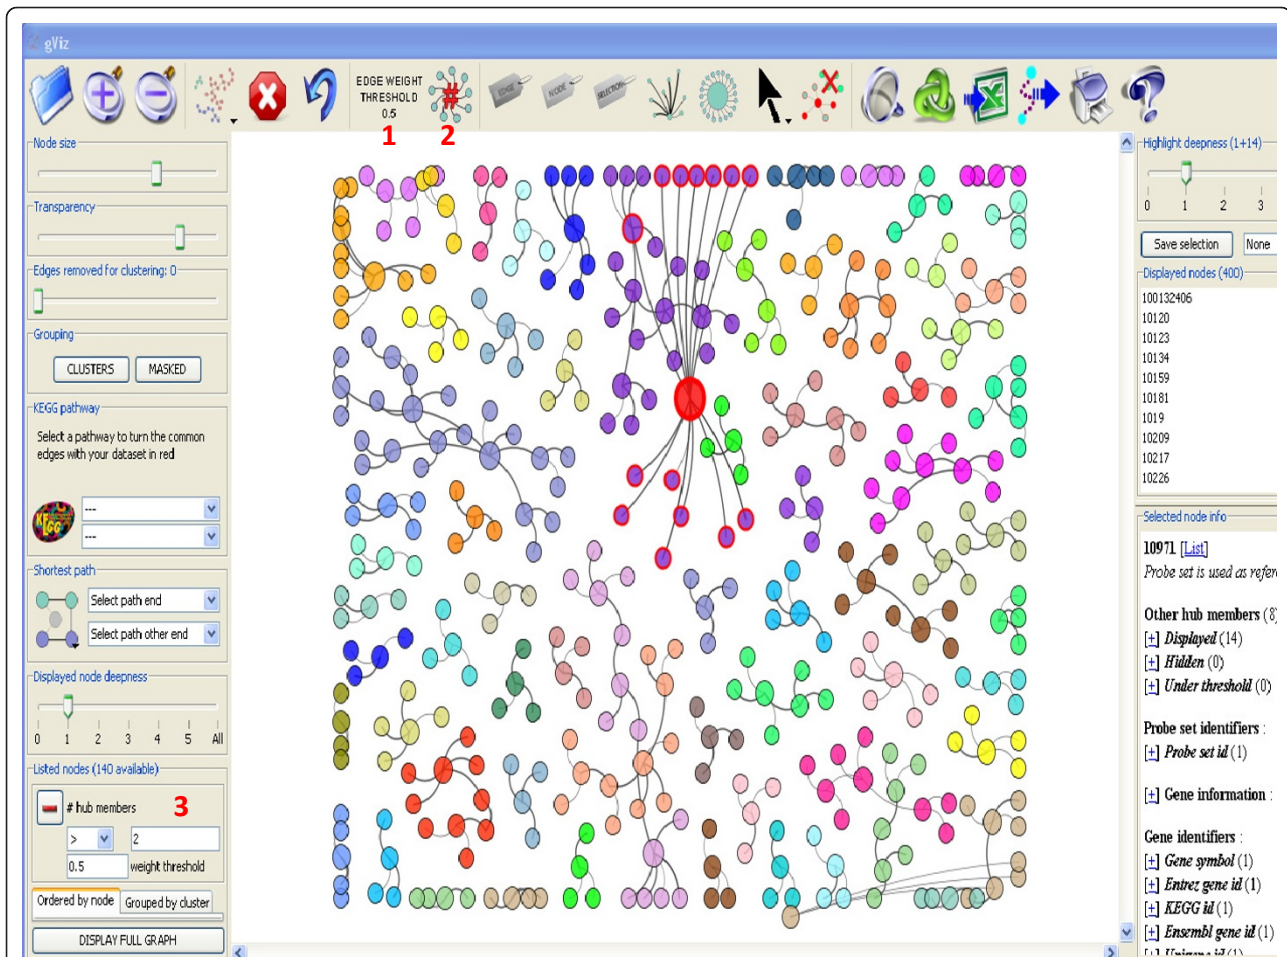 gViz
EDGE WEIGHT
THRESHOLD
0.5
1
2
EDGE
NODE
SELECTION
Node size
Transparency
Edges removed for clustering: 0
Grouping
CLUSTERS
MASKED
KEGG pathway
Select a pathway to turn the common
edges with your dataset in red
KEGG
---
---
Shortest path
Select path end
Select path other end
Displayed node deepness
0 1 2 3 4 5 All
Listed nodes (140 available)
# hub members
3
> 2
0.5 weight threshold
Ordered by node
Grouped by cluster
DISPLAY FULL GRAPH
Highlight deepness (1+14)
0 1 2 3
Save selection
None
Displayed nodes (400)
100132406
10120
10123
10134
10159
10181
1019
10209
10217
10226
Selected node info
10971 [List]
Probe set is used as refer
Other hub members (8)
[+] Displayed (14)
[+] Hidden (0)
[+] Under threshold (0)
Probe set identifiers :
[+] Probe set id (1)
[+] Gene information :
Gene identifiers :
[+] Gene symbol (1)
[+] Entrez gene id (1)
[+] KEGG id (1)
[+] Ensembl gene id (1)
[+] Unigene id (1)